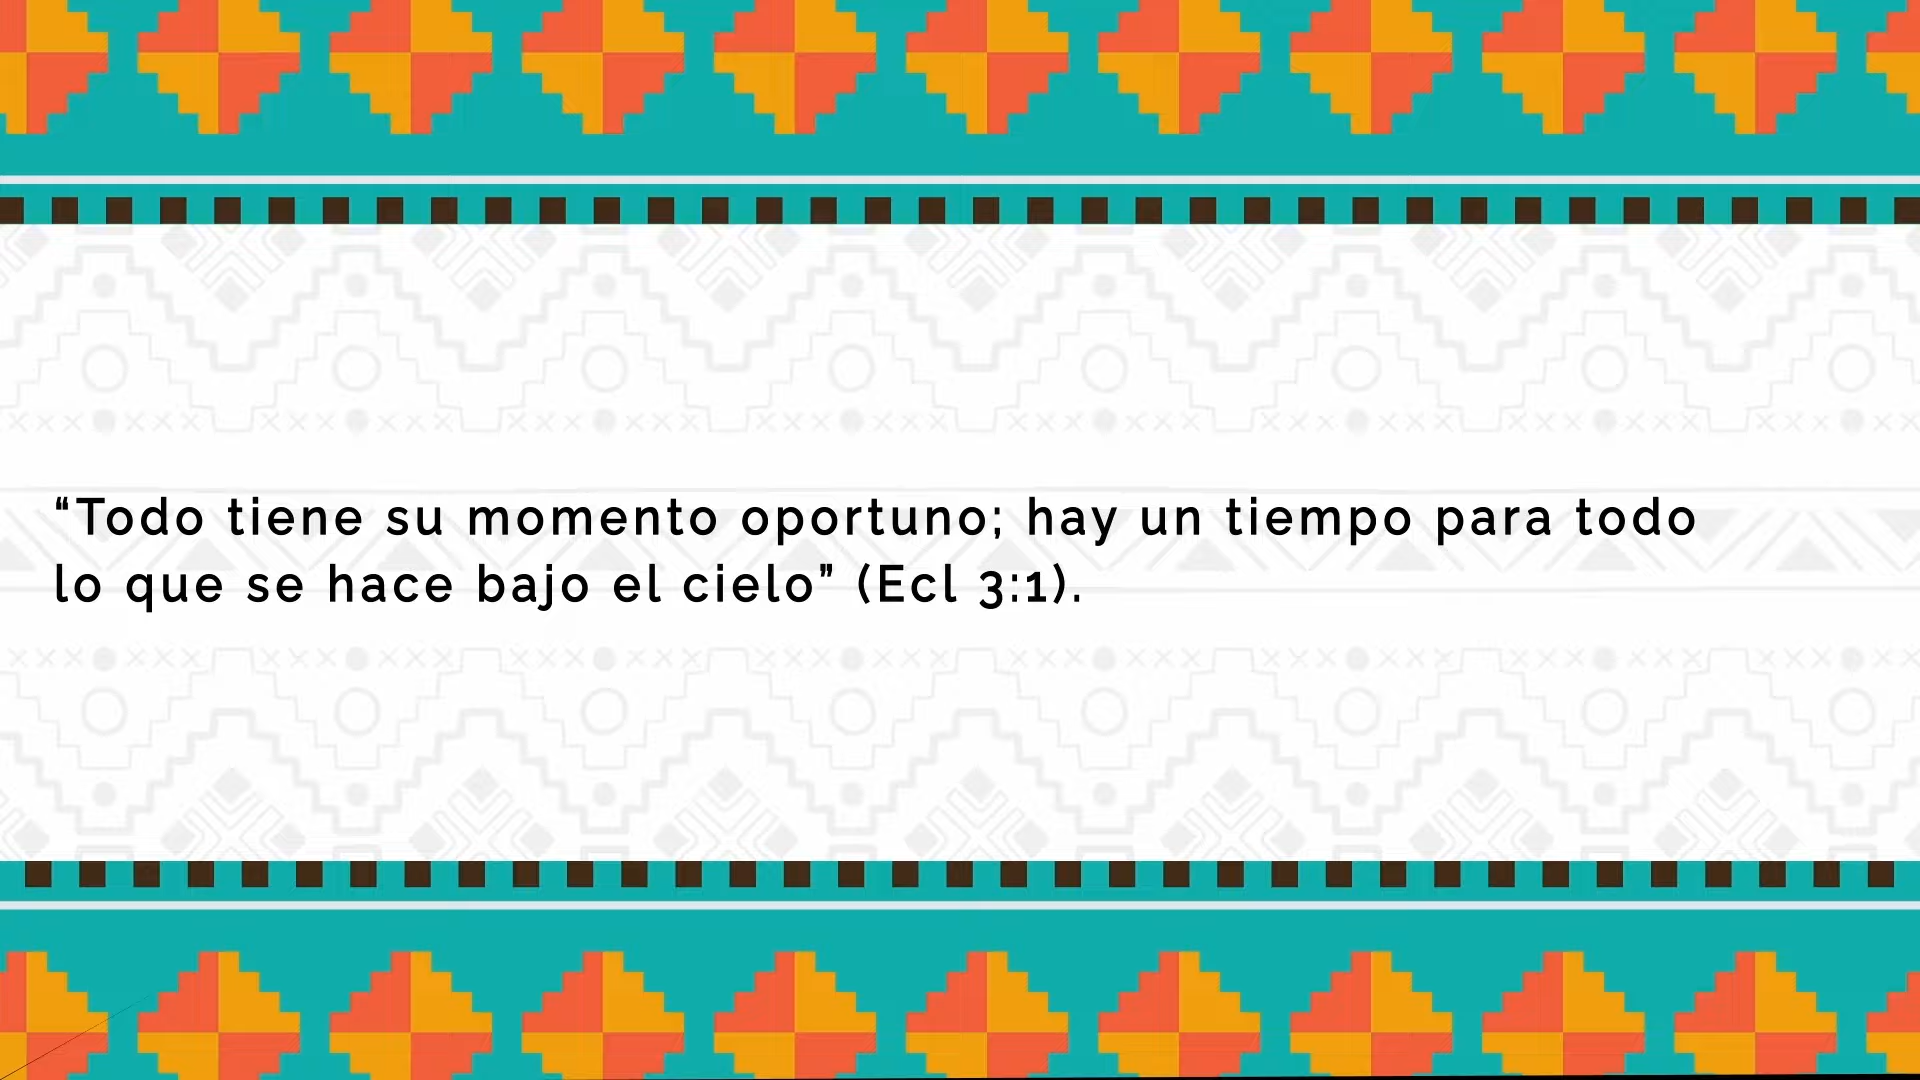 “Todo tiene su momento oportuno; hay un tiempo para todo
lo que se hace bajo el cielo” (Ecl 3:1).